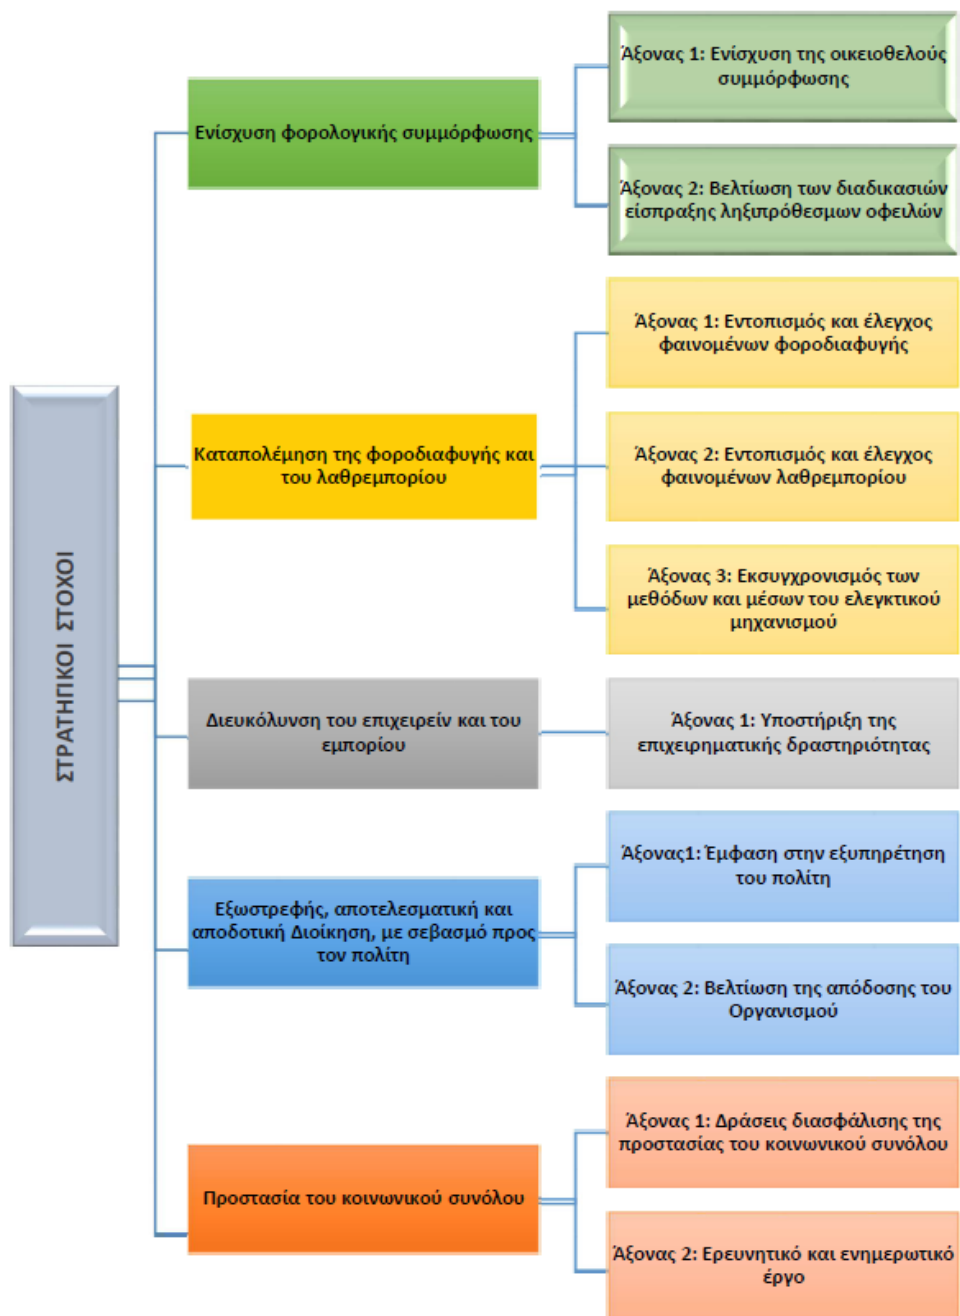 ΣΤΡΑΤΗΓΙΚΟΙ ΣΤΟΧΟΙ
Ενίσχυση φορολογικής συμμόρφωσης
Άξονας 1: Ενίσχυση της οικειοθελούς
συμμόρφωσης
Άξονας 2: Βελτίωση των διαδικασιών
είσπραξης ληξιπρόθεσμων οφειλών
Καταπολέμηση της φοροδιαφυγής και
του λαθρεμπορίου
Άξονας 1: Εντοπισμός και έλεγχος
φαινομένων φοροδιαφυγής
Άξονας 2: Εντοπισμός και έλεγχος
φαινομένων λαθρεμπορίου
Άξονας 3: Εκσυγχρονισμός των
μεθόδων και μέσων του ελεγκτικού
μηχανισμού
Διευκόλυνση του επιχειρείν και του
εμπορίου
Άξονας 1: Υποστήριξη της
επιχειρηματικής δραστηριότητας
Εξωστρεφής, αποτελεσματική και
αποδοτική Διοίκηση, με σεβασμό προς
τον πολίτη
Άξονας1: Έμφαση στην εξυπηρέτηση
του πολίτη
Άξονας 2: Βελτίωση της απόδοσης του
Οργανισμού
Προστασία του κοινωνικού συνόλου
Άξονας 1: Δράσεις διασφάλισης της
προστασίας του κοινωνικού συνόλου
Άξονας 2: Ερευνητικό και ενημερωτικό
έργο